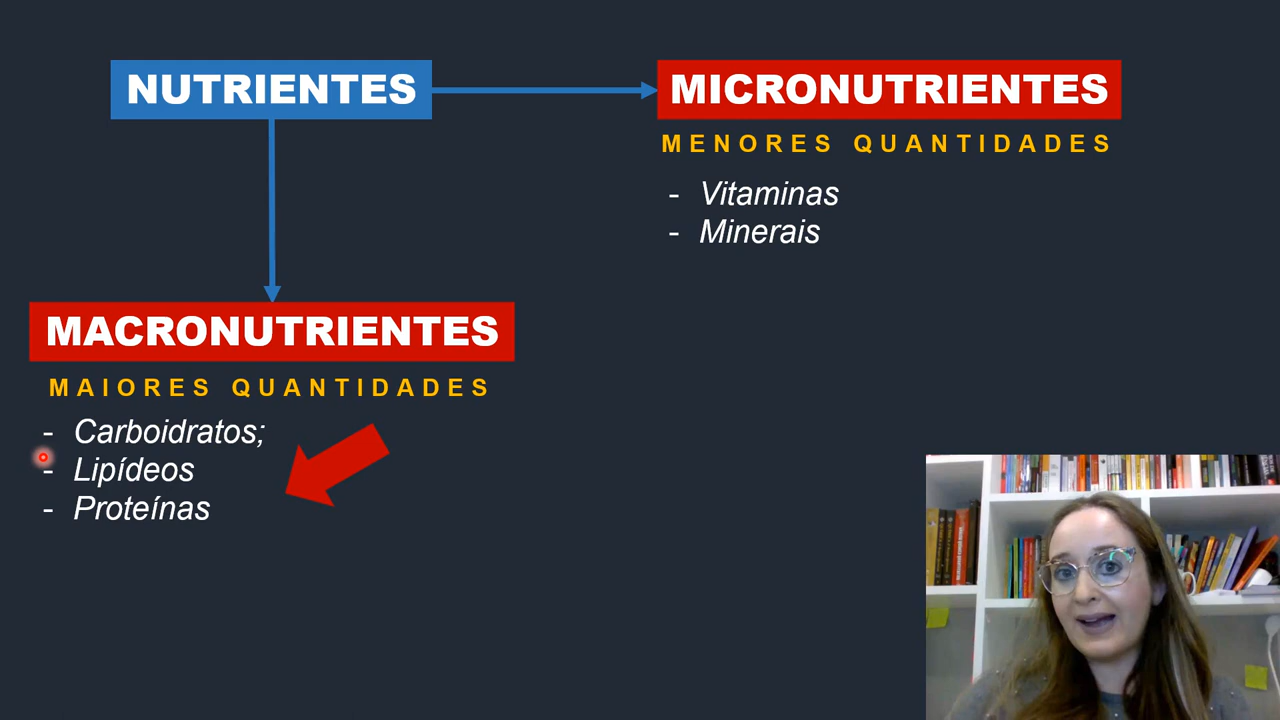 NUTRIENTES
MICRONUTRIENTES
MENORES QUANTIDADES
- Vitaminas
- Minerais
MACRONUTRIENTES
MAIORES QUANTIDADES
- Carboidratos;
- Lipídeos
- Proteínas